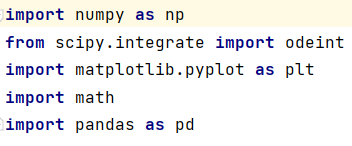 import numpy as np
from scipy.integrate import odeint
import matplotlib.pyplot as plt
import math
import pandas as pd